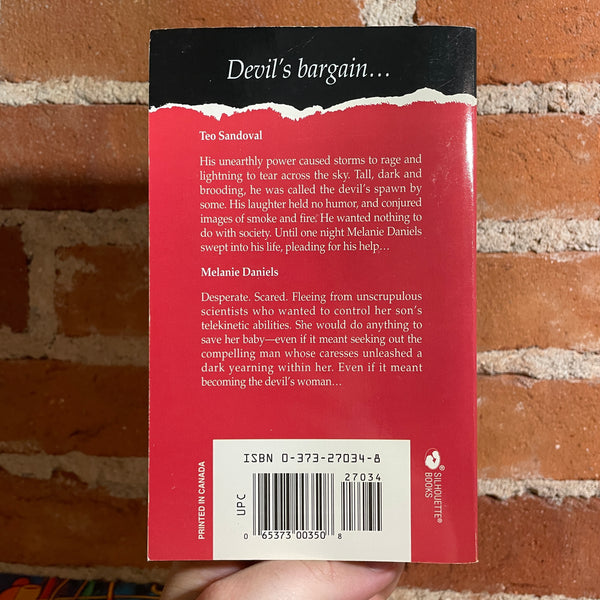 Devil's bargain...
Teo Sandoval
His unearthly power caused storms to rage and
lightning to tear across the sky. Tall, dark and
brooding, he was called the devil's spawn by
some. His laughter held no humor, and conjured
images of smoke and fire. He wanted nothing to
do with society. Until one night Melanie Daniels
swept into his life, pleading for his help...
Melanie Daniels
Desperate. Scared. Fleeing from unscrupulous
scientists who wanted to control her son's
telekinetic abilities. She would do anything to
save her baby—even if it meant seeking out the
compelling man whose caresses unleashed a
dark yearning within her. Even if it meant
becoming the devil's woman...
PRINTED IN CANADA
ISBN 0-373-27034-8
27034
UPC
0 65373 00350 8
SILHOUETTE®
BOOKS